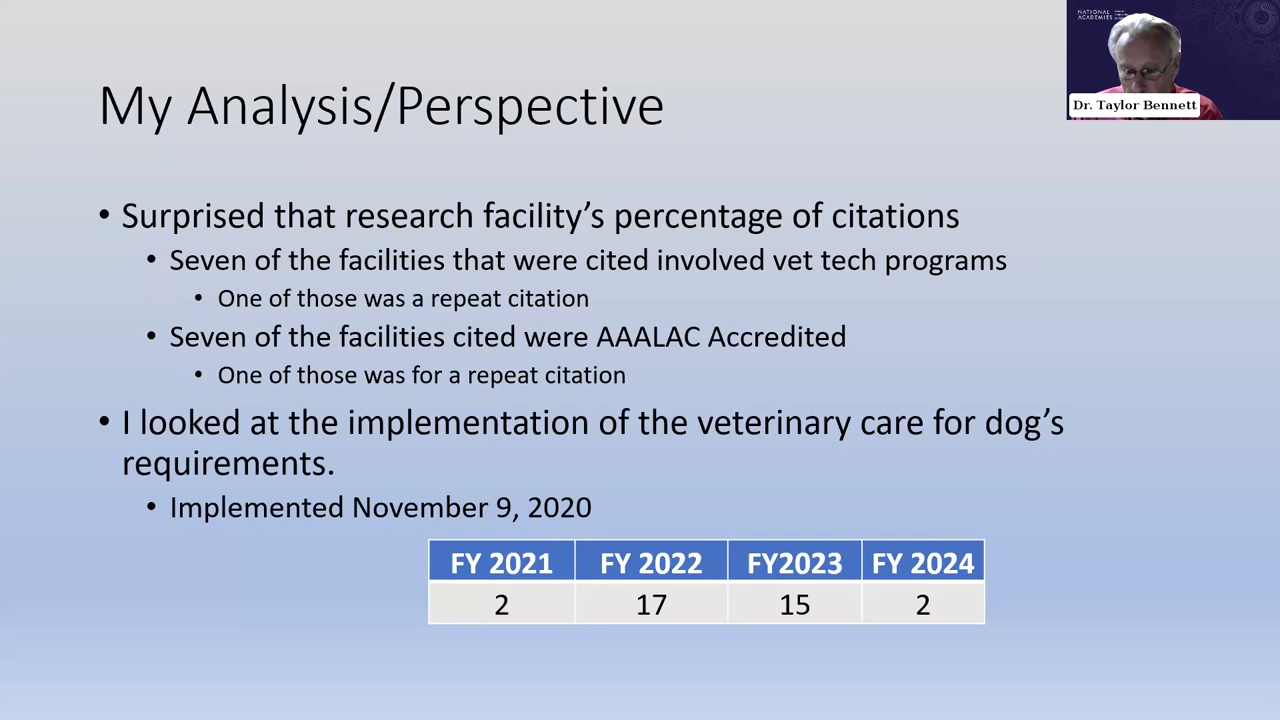 NATIONAL
ACADEMIES
Dr. Taylor Bennett
My Analysis/Perspective
• Surprised that research facility’s percentage of citations
• Seven of the facilities that were cited involved vet tech programs
• One of those was a repeat citation
• Seven of the facilities cited were AAALAC Accredited
• One of those was for a repeat citation
• I looked at the implementation of the veterinary care for dog’s
requirements.
• Implemented November 9, 2020
FY 2021 FY 2022 FY2023 FY 2024
2 17 15 2